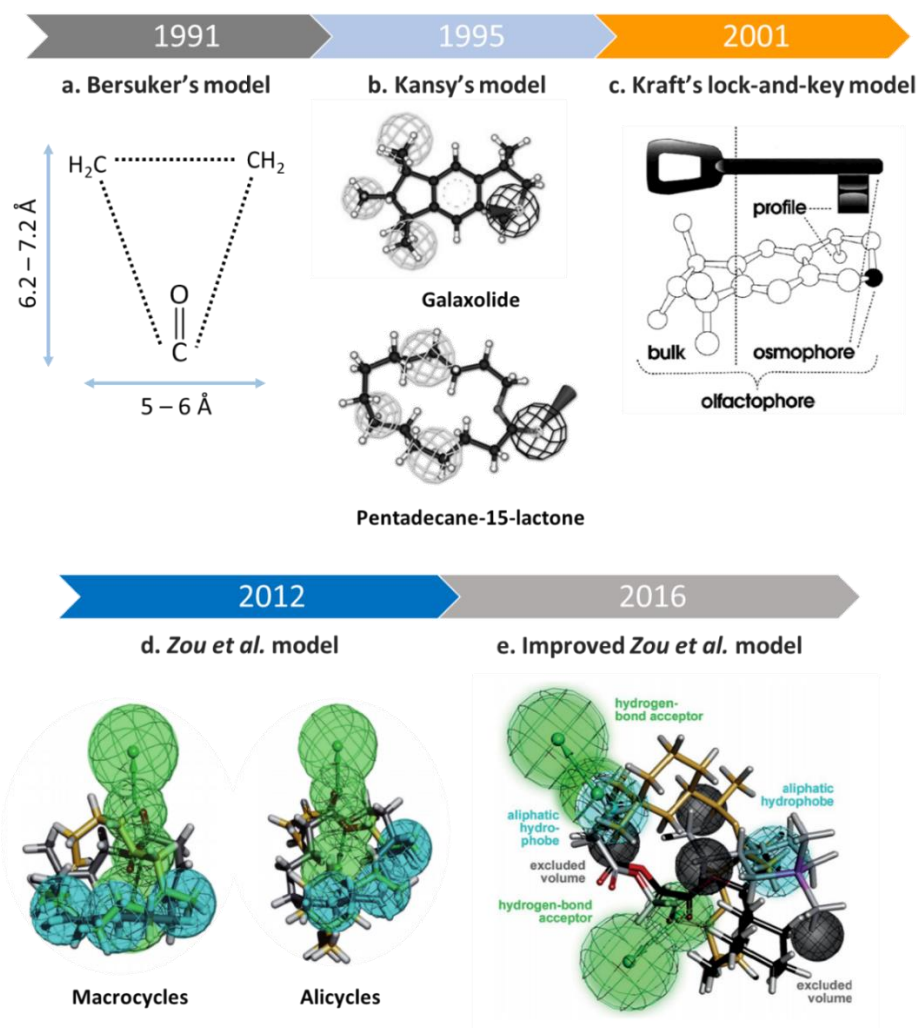 1991
1995
2001
a. Bersuker's model
b. Kansy's model
c. Kraft's lock-and-key model
H₂C
CH₂
6.2 – 7.2 Å
O
C
5 – 6 Å
Galaxolide
Pentadecane-15-lactone
profile
bulk
osmophore
olfactophore
2012
2016
d. Zou et al. model
e. Improved Zou et al. model
Macrocycles
Alicycles
hydrogen-
bond acceptor
aliphatic
hydrophobe
aliphatic
hydro-
phobe
excluded
volume
hydrogen-bond
acceptor
excluded
volume